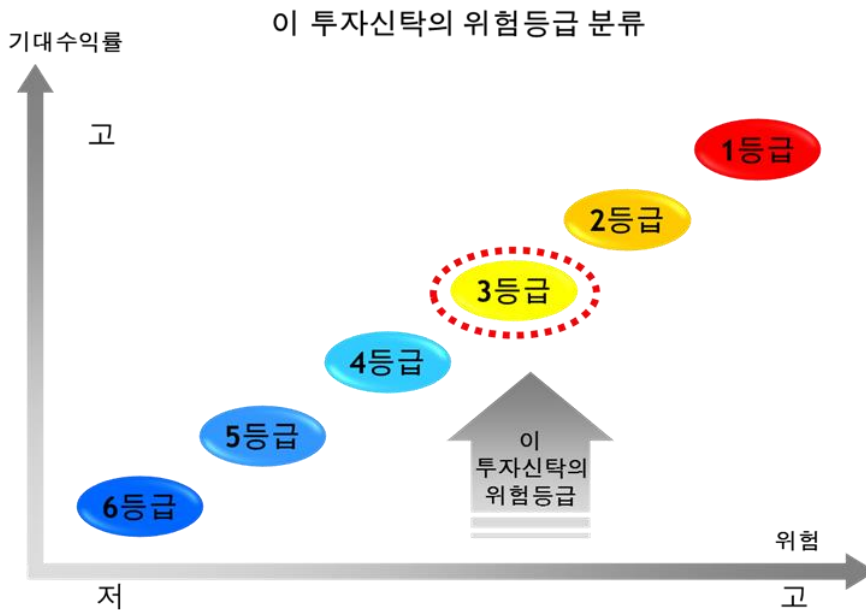 이 투자신탁의 위험등급 분류
기대수익률
고
1등급
2등급
3등급
4등급
5등급
6등급
이
투자신탁의
위험등급
위험
저
고